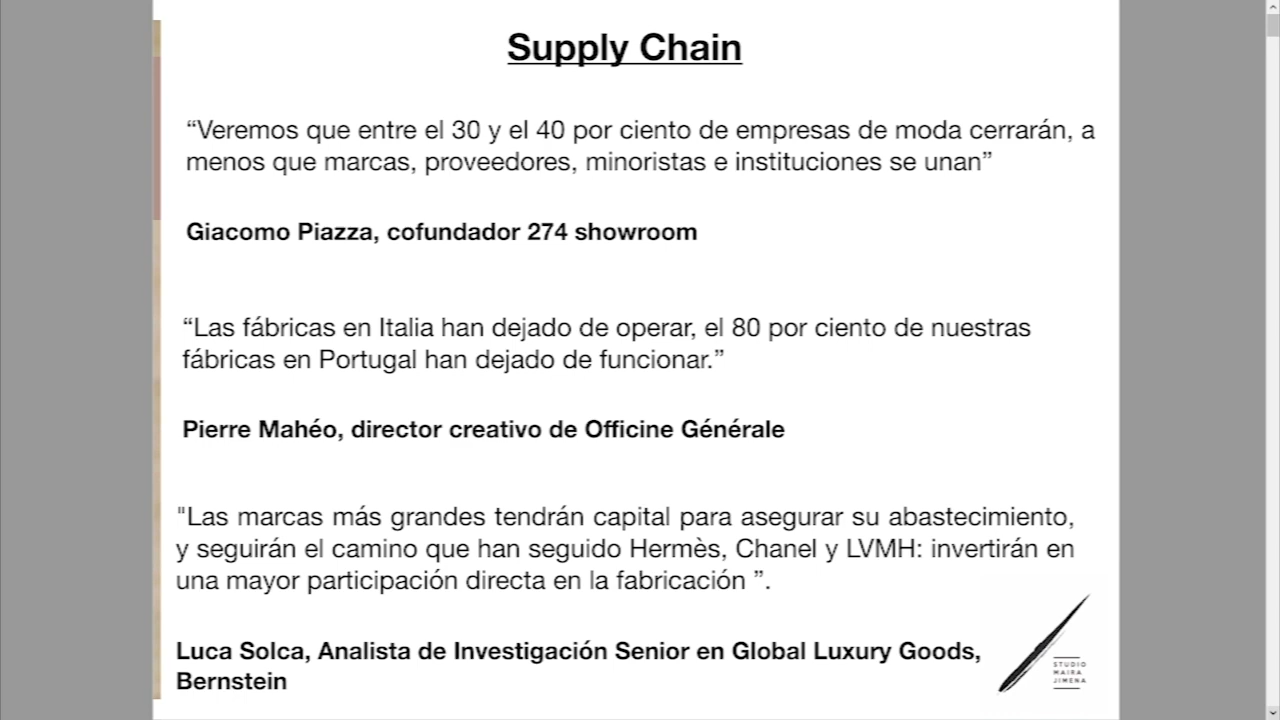 Supply Chain
“Veremos que entre el 30 y el 40 por ciento de empresas de moda cerrarán, a
menos que marcas, proveedores, minoristas e instituciones se unan”
Giacomo Piazza, cofundador 274 showroom
“Las fábricas en Italia han dejado de operar, el 80 por ciento de nuestras
fábricas en Portugal han dejado de funcionar.”
Pierre Mahéo, director creativo de Officine Générale
"Las marcas más grandes tendrán capital para asegurar su abastecimiento,
y seguirán el camino que han seguido Hermès, Chanel y LVMH: invertirán en
una mayor participación directa en la fabricación ”.
Luca Solca, Analista de Investigación Senior en Global Luxury Goods,
Bernstein
STUDIO
MAIRA
JIMENA